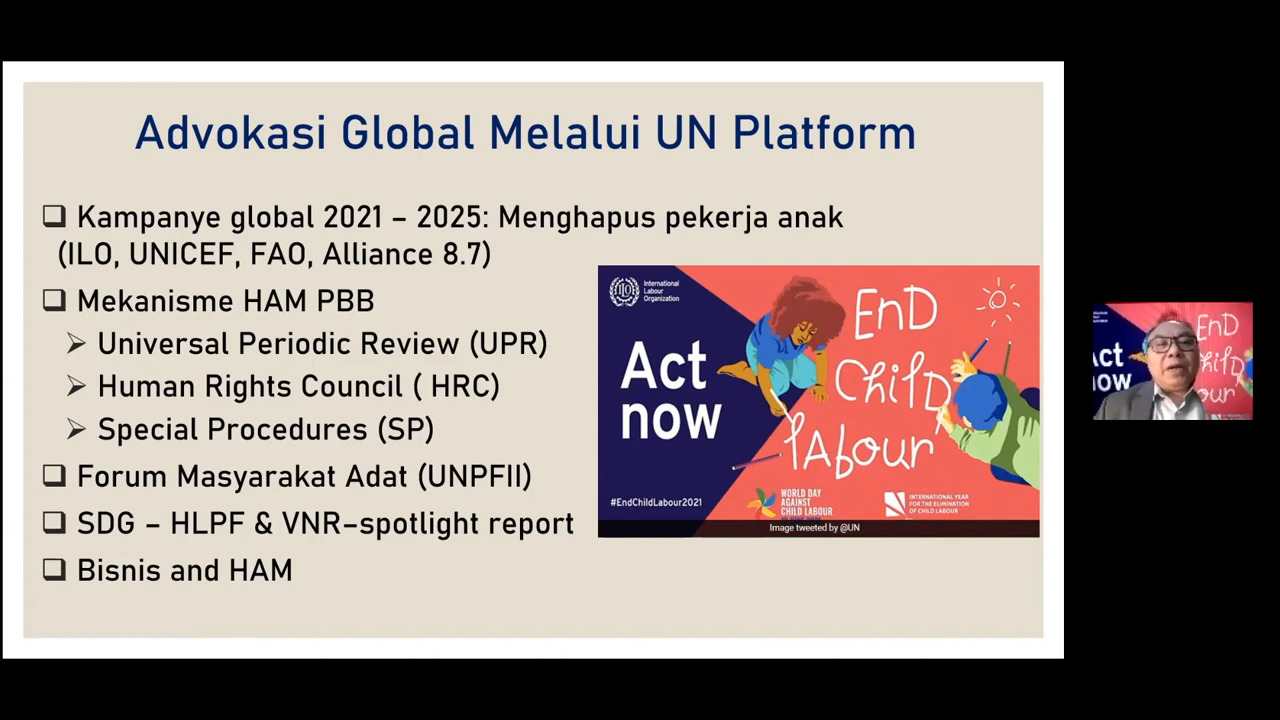 Advokasi Global Melalui UN Platform
Kampanye global 2021 – 2025: Menghapus pekerja anak
(ILO, UNICEF, FAO, Alliance 8.7)
Mekanisme HAM PBB
Universal Periodic Review (UPR)
Human Rights Council ( HRC)
Special Procedures (SP)
Forum Masyarakat Adat (UNPFII)
SDG – HLPF & VNR–spotlight report
Bisnis and HAM
International
Labour
Organization
Act
now
END
ChilD
lAbour
#EndChildLabour2021
WORLD DAY
AGAINST
CHILD LABOUR
INTERNATIONAL YEAR
FOR THE ELIMINATION
OF CHILD LABOUR
Image tweeted by @UN